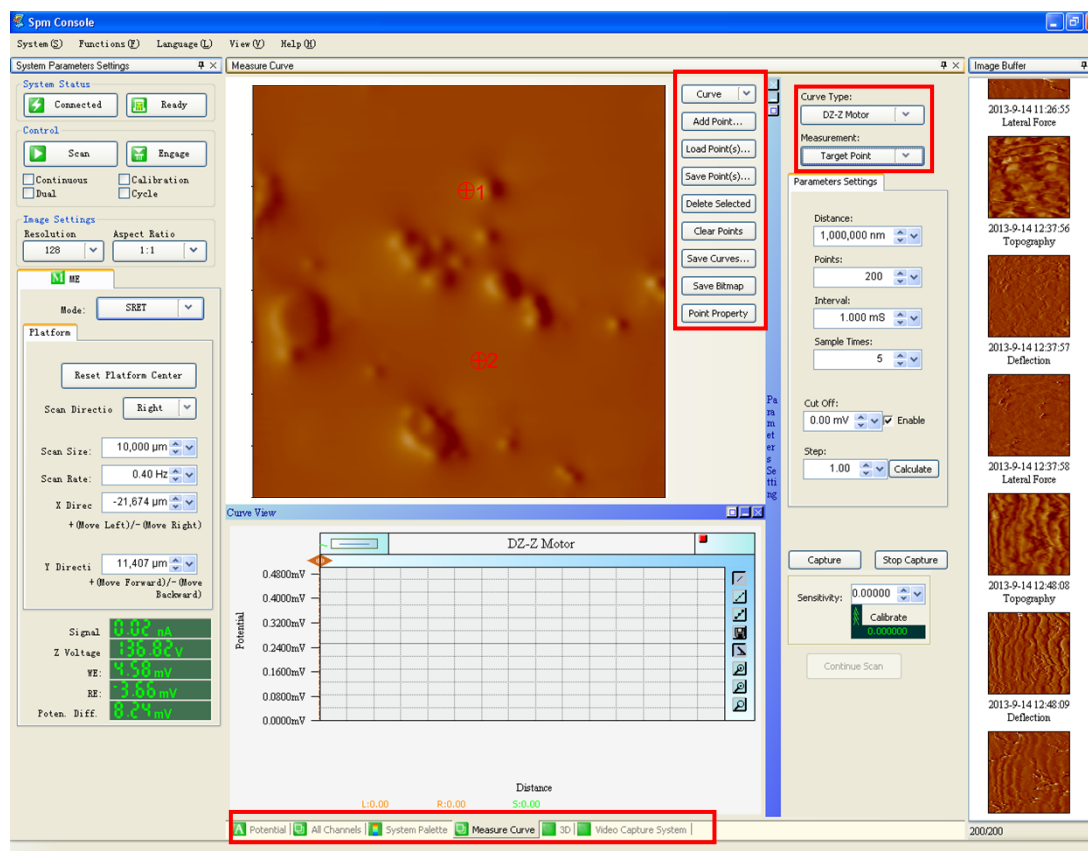 Spm Console
System(S) Functions(F) Language(L) View(V) Help(H)
System Parameters Settings
System Status
Connected
Ready
Control
Scan
Engage
Continuous
Calibration
Dual
Cycle
Image Settings
Resolution
Aspect Ratio
128
1:1
M ME
Mode:
SRET
Platform
Reset Platform Center
Scan Directio
Right
Scan Size:
10,000 µm
Scan Rate:
0.40 Hz
X Direc
-21,674 µm
+(Move Left)/-(Move Right)
Y Directi
11,407 µm
+(Move Forward)/-(Move
Backward)
Signal
0.02 nA
Z Voltage
136.82 V
WE:
4.58 mV
RE:
-3.66 mV
Poten. Diff.
8.24 mV
Measure Curve
1
2
Curve
Add Point...
Load Point(s)...
Save Point(s)...
Delete Selected
Clear Points
Save Curves...
Save Bitmap
Point Property
Pa
ra
m
et
er
s
Se
tti
ng
Curve View
DZ-Z Motor
Potential
0.4800mV
0.4000mV
0.3200mV
0.2400mV
0.1600mV
0.0800mV
0.0000mV
Distance
L:0.00
R:0.00
S:0.00
Potential
All Channels
System Palette
Measure Curve
3D
Video Capture System
Curve Type:
DZ-Z Motor
Measurement:
Target Point
Parameters Settings
Distance:
1,000,000 nm
Points:
200
Interval:
1.000 mS
Sample Times:
5
Cut Off:
0.00 mV
Enable
Step:
1.00
Calculate
Capture
Stop Capture
Sensitivity:
0.00000
Calibrate
0.000000
Continue Scan
Image Buffer
2013-9-14 11:26:55
Lateral Force
2013-9-14 12:37:56
Topography
2013-9-14 12:37:57
Deflection
2013-9-14 12:37:58
Lateral Force
2013-9-14 12:48:08
Topography
2013-9-14 12:48:09
Deflection
200/200